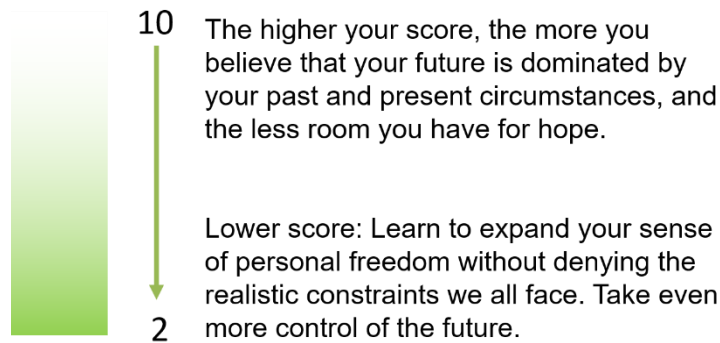 10
The higher your score, the more you
believe that your future is dominated by
your past and present circumstances, and
the less room you have for hope.
Lower score: Learn to expand your sense
of personal freedom without denying the
realistic constraints we all face. Take even
more control of the future.
2